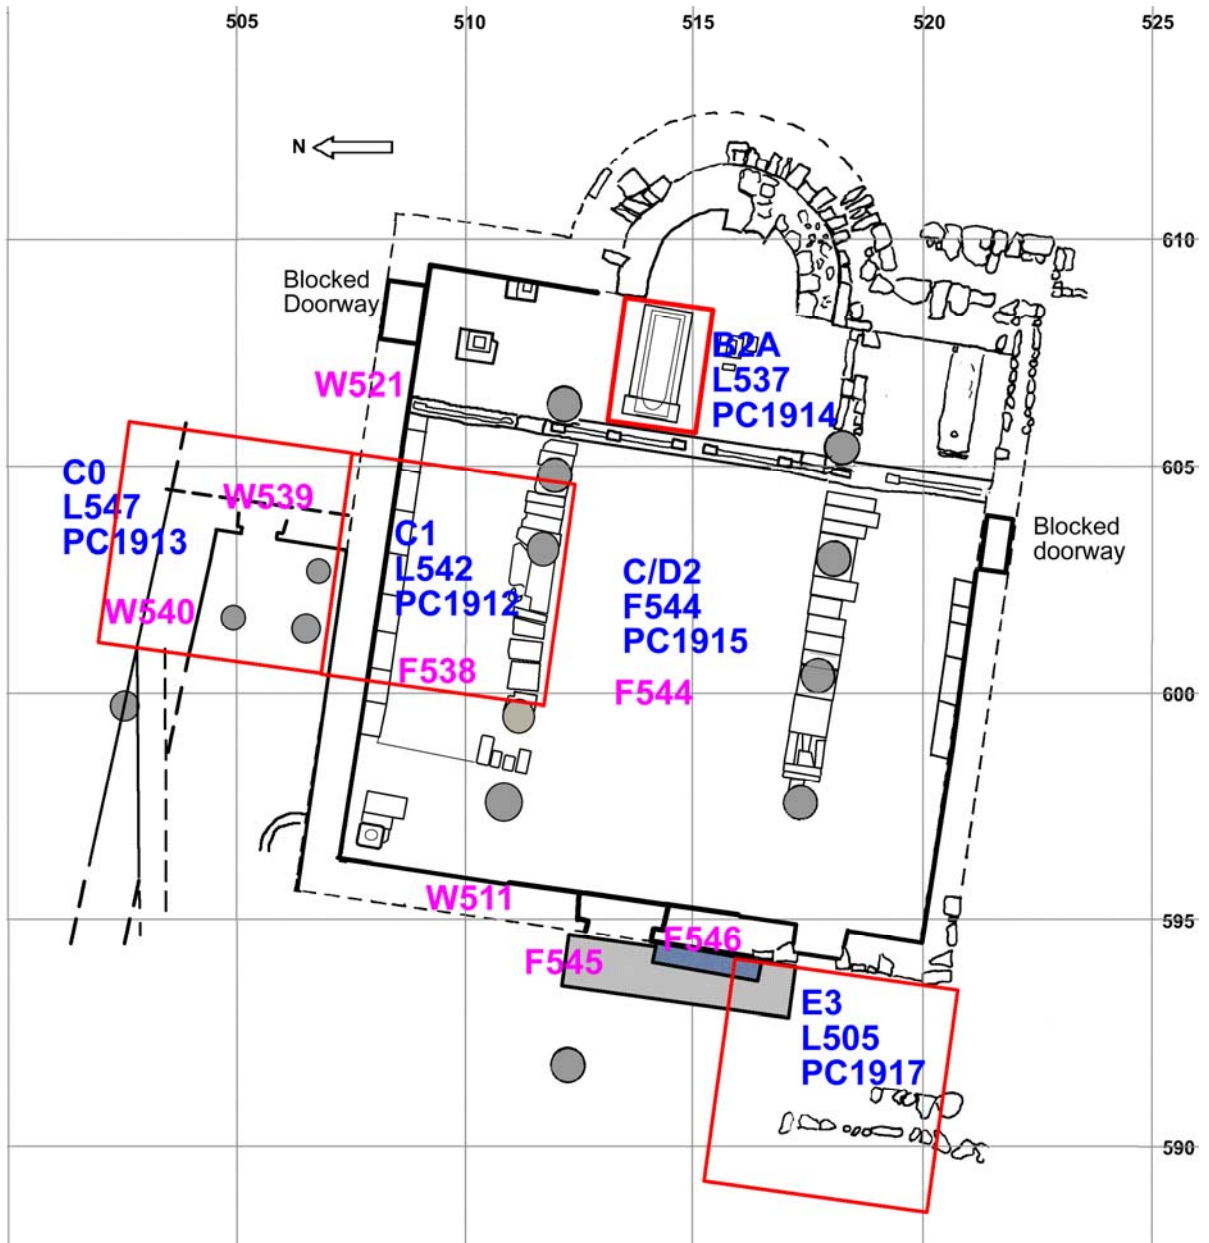 505
510
515
520
525
N
610
Blocked
Doorway
B2A
L537
PC1914
W521
605
C0
L547
PC1913
W539
C1
L542
PC1912
Blocked
doorway
C/D2
F544
PC1915
W540
F538
F544
600
W511
595
F546
F545
E3
L505
PC1917
590